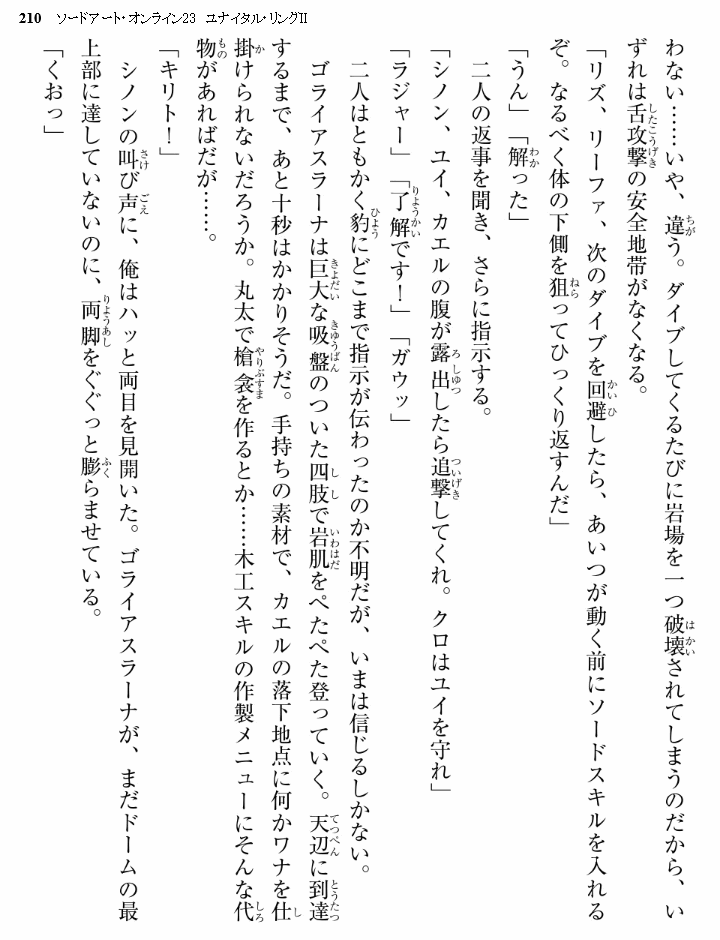 210 ソードアート・オンライン23 ユナイタル・リングⅡ
わない……いや、違う。ダイブしてくるたびに岩場を一つ破壊されてしまうのだから、い
ずれは舌攻撃の安全地帯がなくなる。
「リズ、リーファ、次のダイブを回避したら、あいつが動く前にソードスキルを入れる
ぞ。なるべく体の下側を狙ってひっくり返すんだ」
「うん」「解った」
二人の返事を聞き、さらに指示する。
「シノン、ユイ、カエルの腹が露出したら追撃してくれ。クロはユイを守れ」
「ラジャー」「了解です！」「ガウッ」
二人はともかく豹にどこまで指示が伝わったのか不明だが、いまは信じるしかない。
ゴライアスラーナは巨大な吸盤のついた四肢で岩肌をぺたぺた登っていく。天辺に到達
するまで、あと十秒はかかりそうだ。手持ちの素材で、カエルの落下地点に何かワナを仕
掛けられないだろうか。丸太で槍衾を作るとか……木工スキルの作製メニューにそんな代
物があればだが……。
「キリト！」
シノンの叫び声に、俺はハッと両目を見開いた。ゴライアスラーナが、まだドームの最
上部に達していないのに、両脚をぐぐっと膨らませている。
「くおっ」